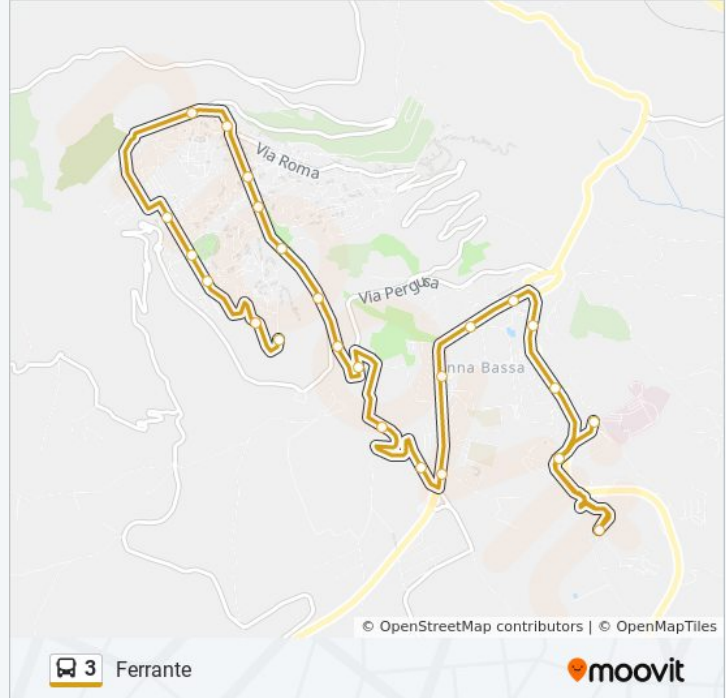 Via Roma
Via Pergusa
nna Bassa
© OpenStreetMap contributors | © OpenMapTiles
3 Ferrante
moovit